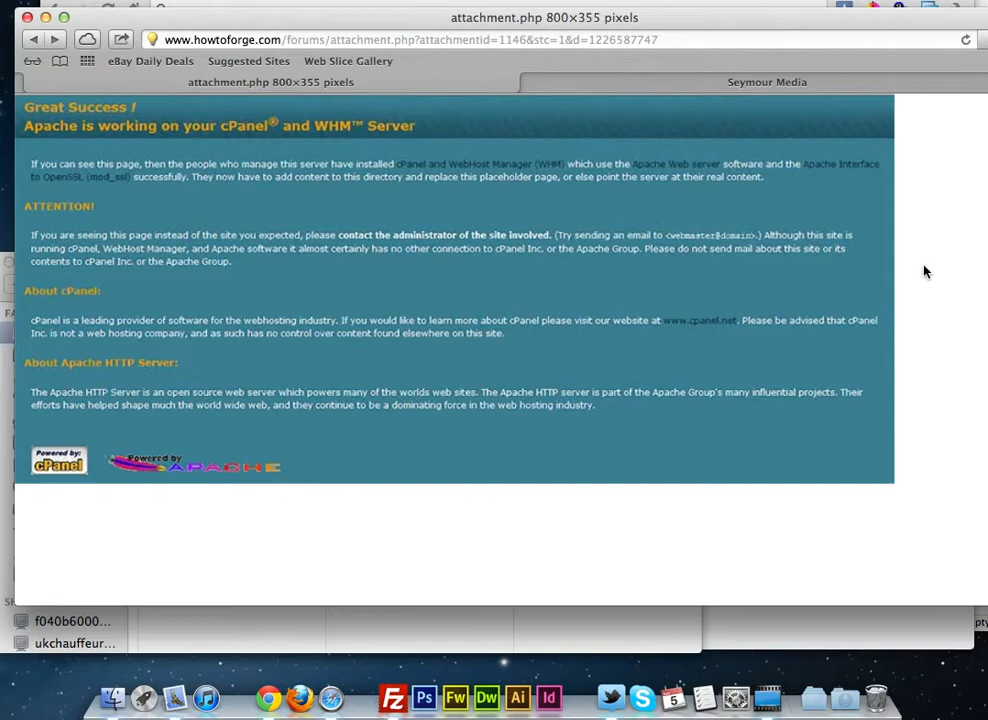 attachment.php 800×355 pixels
www.howtoforge.com/forums/attachment.php?attachmentid=1146&stc=1&d=1226587747
eBay Daily Deals Suggested Sites Web Slice Gallery
attachment.php 800×355 pixels Seymour Media
Great Success !
Apache is working on your cPanel® and WHM™ Server
If you can see this page, then the people who manage this server have installed cPanel and WebHost Manager (WHM) which use the Apache Web server software and the Apache Interface
to OpenSSL (mod_ssl) successfully. They now have to add content to this directory and replace this placeholder page, or else point the server at their real content.
ATTENTION!
If you are seeing this page instead of the site you expected, please contact the administrator of the site involved. (Try sending an email to <webmaster@domain>.) Although this site is
running cPanel, WebHost Manager, and Apache software it almost certainly has no other connection to cPanel Inc. or the Apache Group. Please do not send mail about this site or its
contents to cPanel Inc. or the Apache Group.
About cPanel:
cPanel is a leading provider of software for the webhosting industry. If you would like to learn more about cPanel please visit our website at www.cpanel.net. Please be advised that cPanel
Inc. is not a web hosting company, and as such has no control over content found elsewhere on this site.
About Apache HTTP Server:
The Apache HTTP Server is an open source web server which powers many of the worlds web sites. The Apache HTTP server is part of the Apache Group's many influential projects. Their
efforts have helped shape much the world wide web, and they continue to be a dominating force in the web hosting industry.
Powered by: Powered by
cPanel APACHE
f040b6000...
ukchauffeur...
Fz Ps Fw Dw Ai Id 5